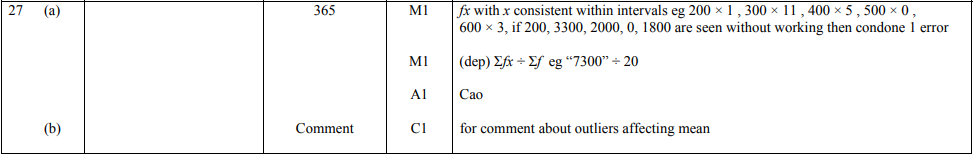 27 (a) 365 M1 fx with x consistent within intervals eg 200 × 1 , 300 × 11 , 400 × 5 , 500 × 0 ,
600 × 3, if 200, 3300, 2000, 0, 1800 are seen without working then condone 1 error
M1 (dep) Σfx ÷ Σf eg “7300” ÷ 20
A1 Cao
(b) Comment C1 for comment about outliers affecting mean